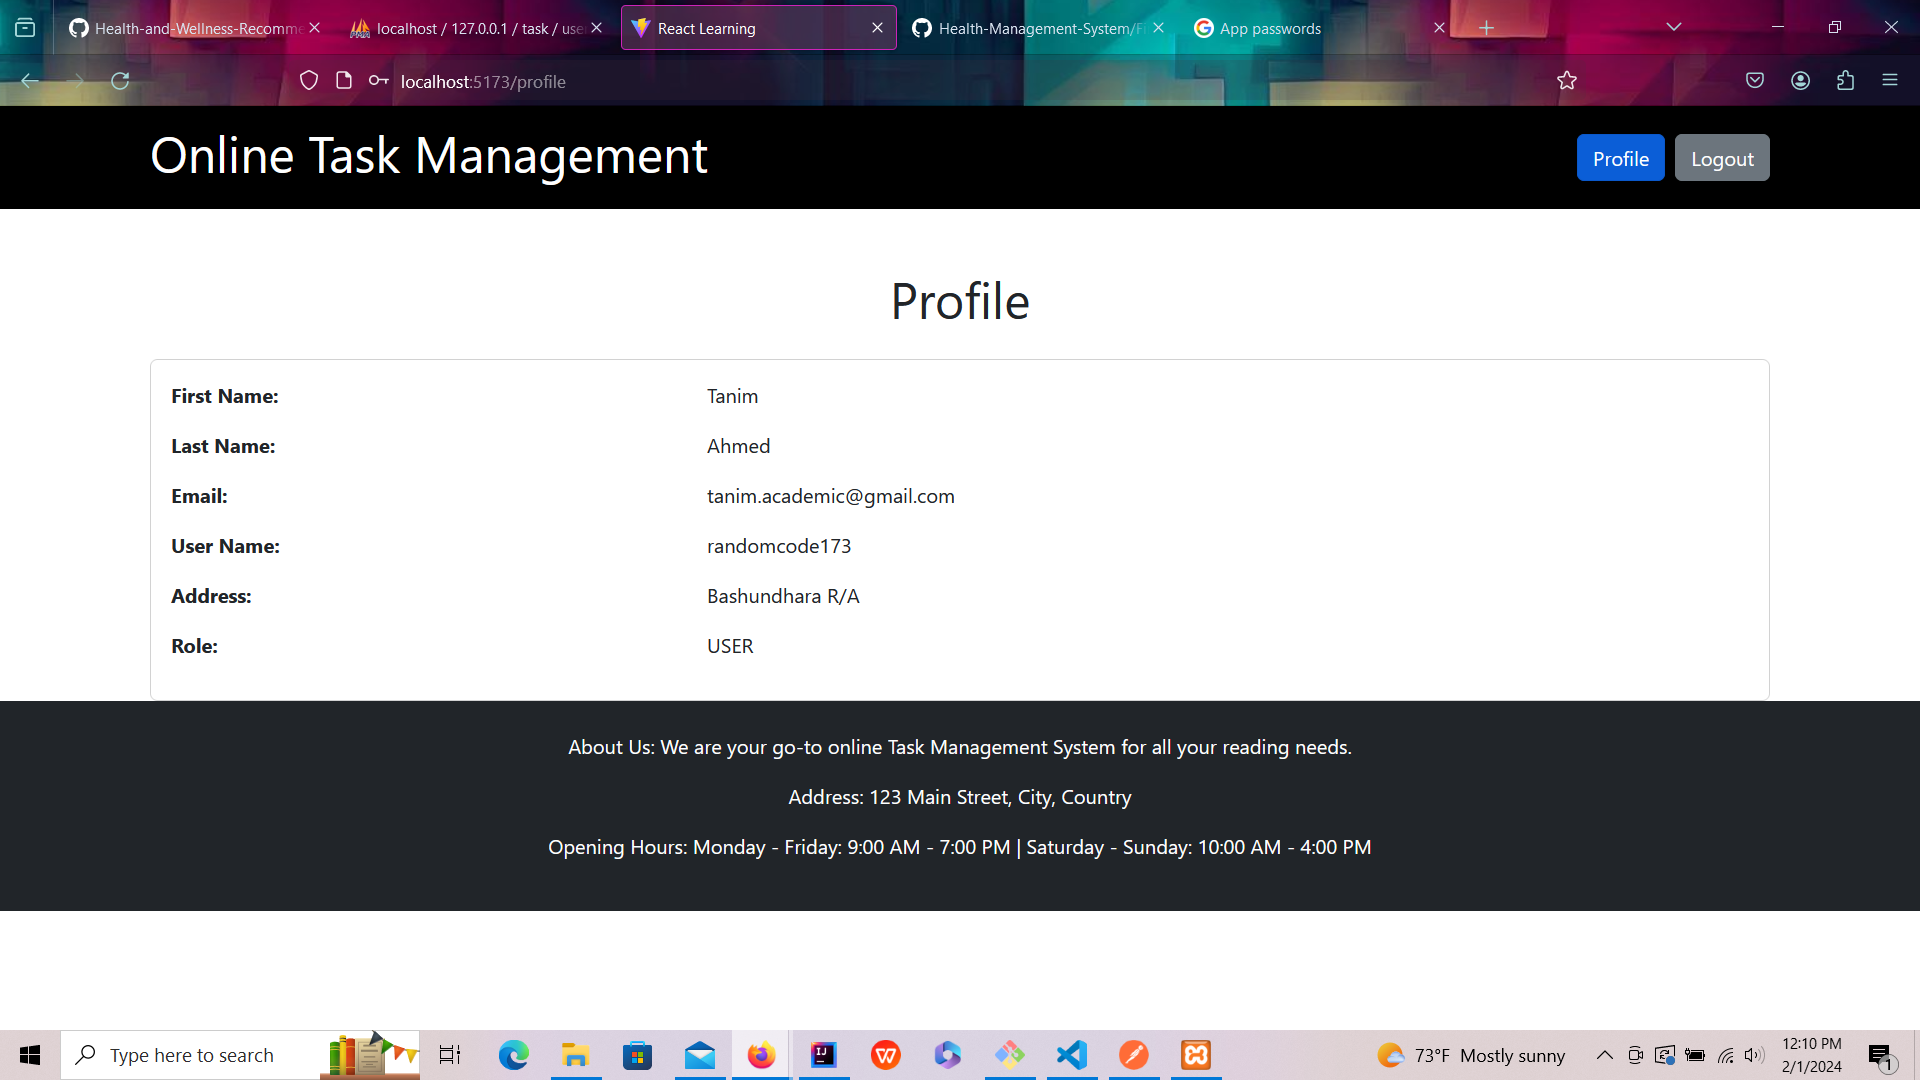 Health-and-Wellness-Recomme
localhost / 127.0.0.1 / task / use
React Learning
Health-Management-System/F
App passwords
localhost:5173/profile
Online Task Management
Profile
Logout
Profile
First Name: Tanim
Last Name: Ahmed
Email: tanim.academic@gmail.com
User Name: randomcode173
Address: Bashundhara R/A
Role: USER
About Us: We are your go-to online Task Management System for all your reading needs.
Address: 123 Main Street, City, Country
Opening Hours: Monday - Friday: 9:00 AM - 7:00 PM | Saturday - Sunday: 10:00 AM - 4:00 PM
Type here to search
73°F Mostly sunny
12:10 PM
2/1/2024
1